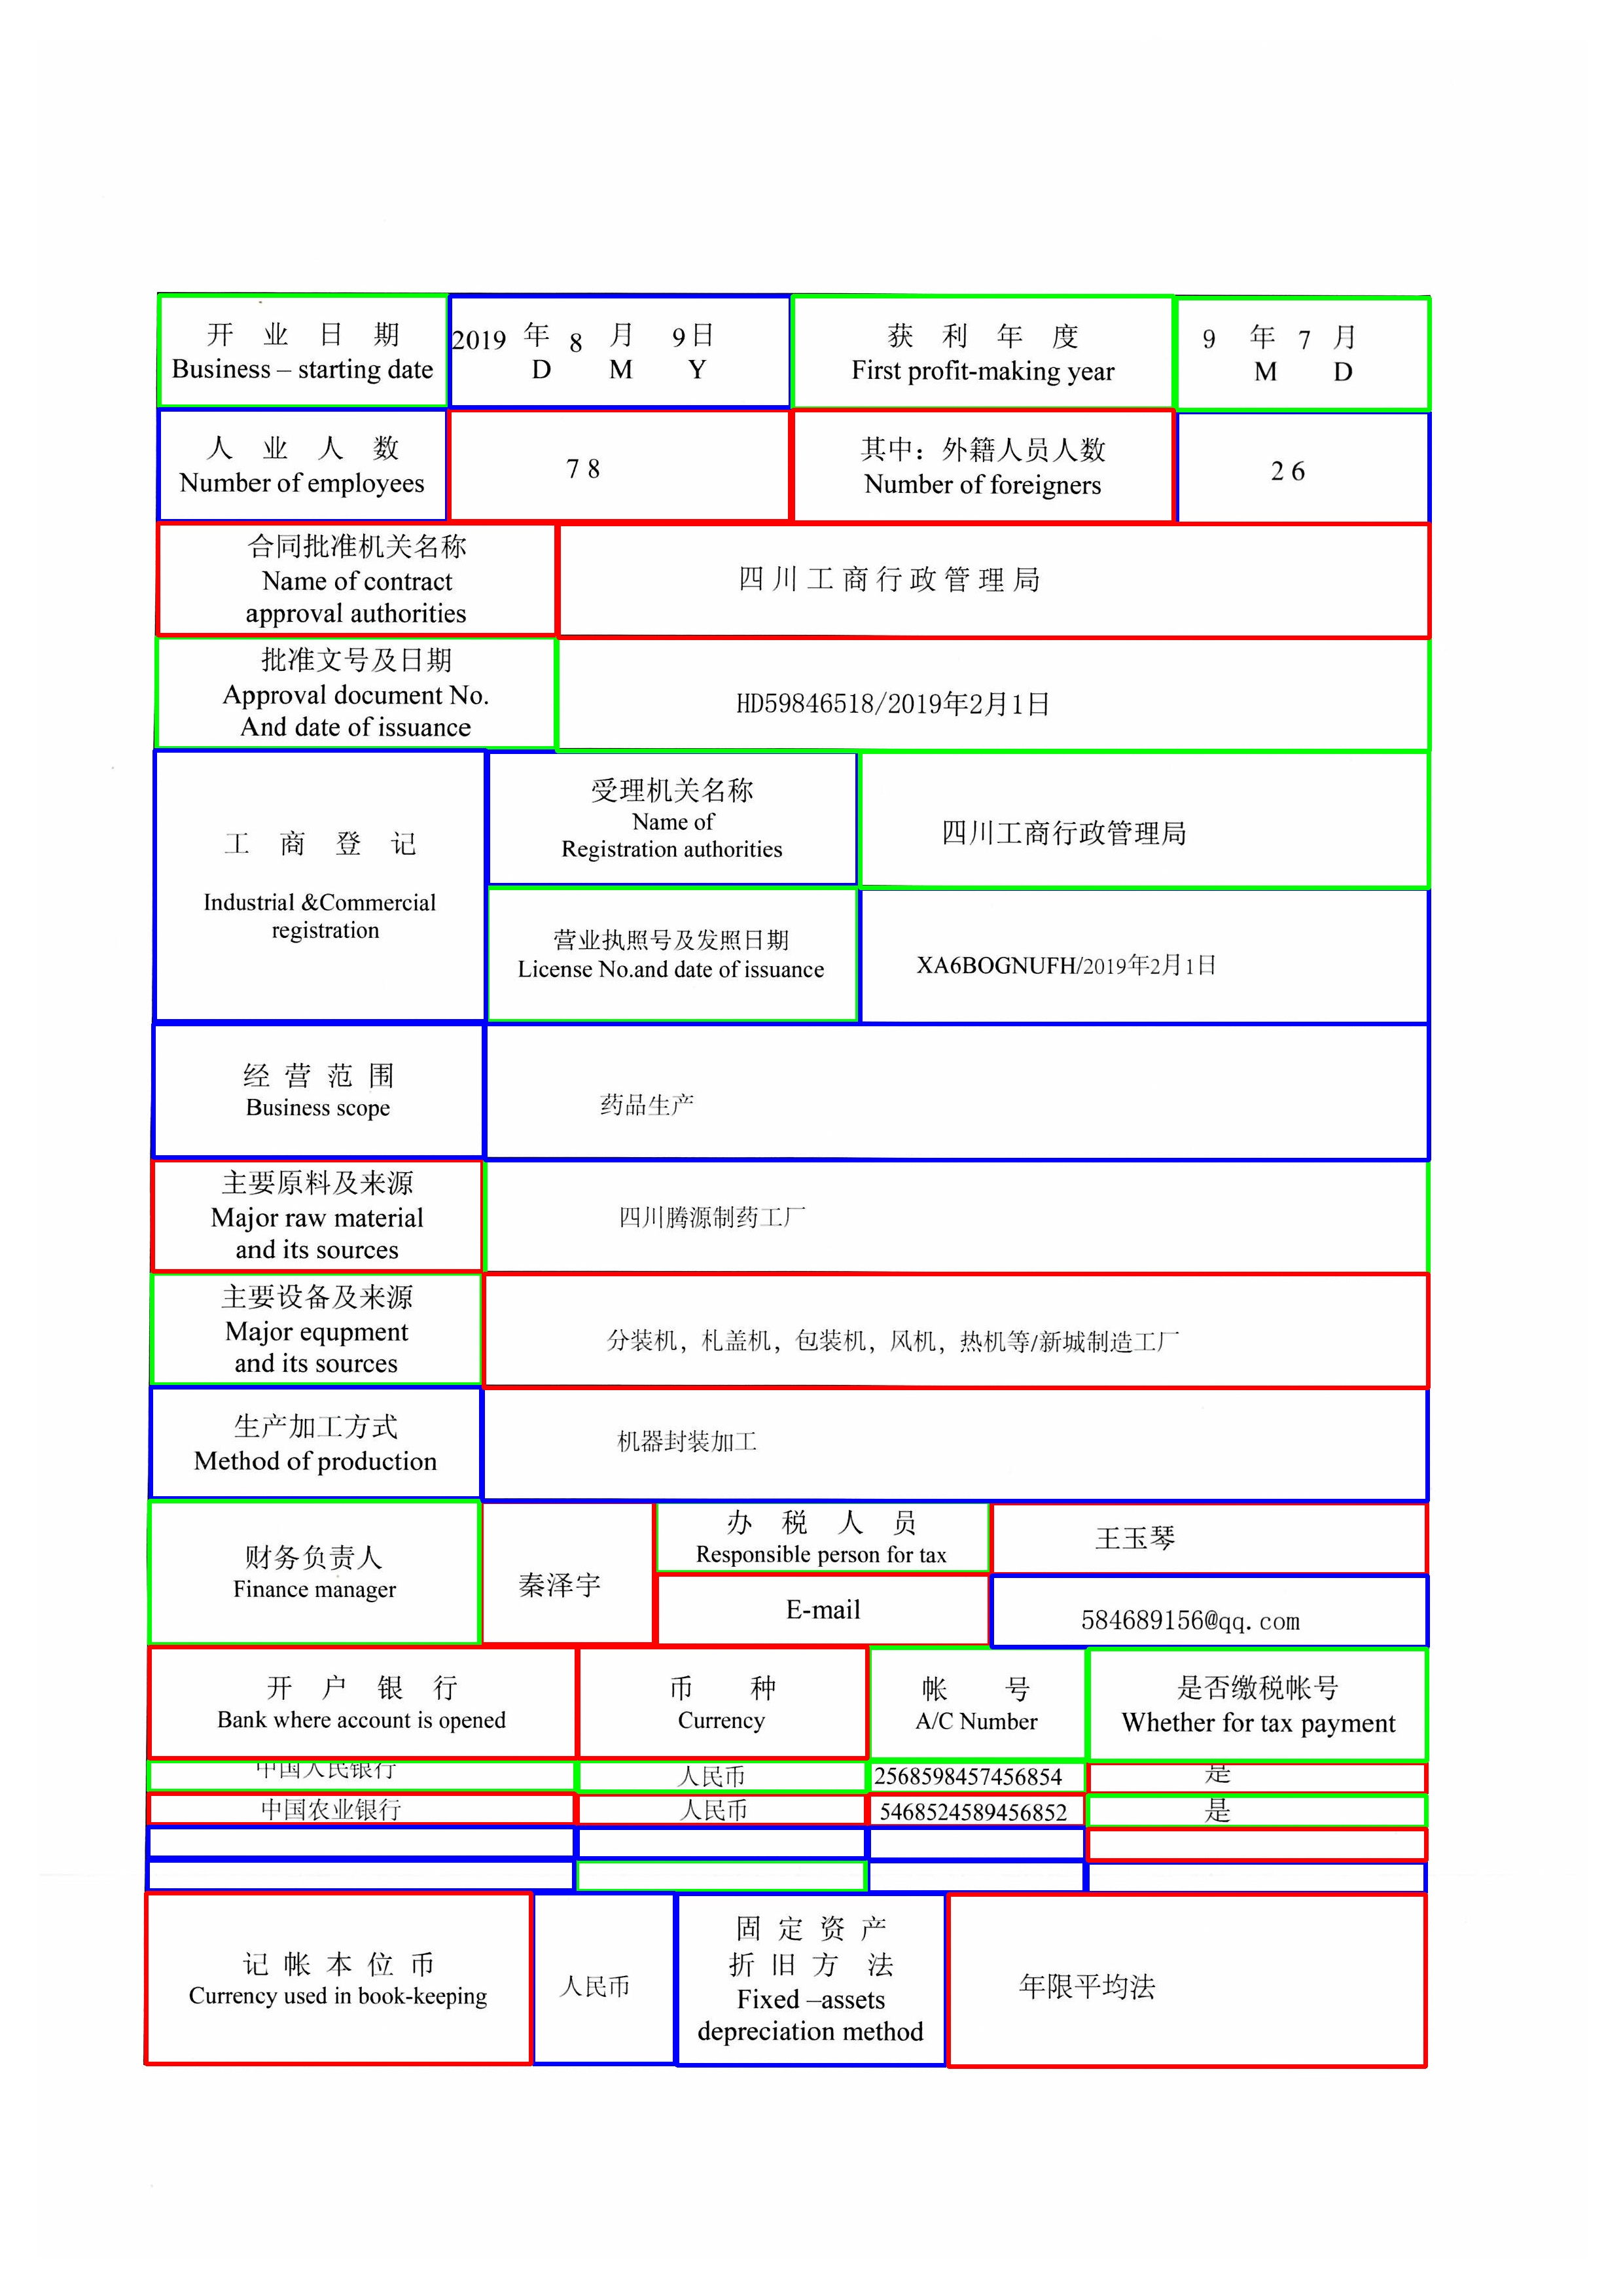 开 业 日 期
Business – starting date
2019 年 8 月 9日
D M Y
获 利 年 度
First profit-making year
9 年 7 月
M D
人 业 人 数
Number of employees
78
其中：外籍人员人数
Number of foreigners
26
合同批准机关名称
Name of contract
approval authorities
四川工商行政管理局
批准文号及日期
Approval document No.
And date of issuance
HD59846518/2019年2月1日
工 商 登 记
Industrial &Commercial
registration
受理机关名称
Name of
Registration authorities
四川工商行政管理局
营业执照号及发照日期
License No.and date of issuance
XA6BOGNUFH/2019年2月1日
经 营 范 围
Business scope
药品生产
主要原料及来源
Major raw material
and its sources
四川腾源制药工厂
主要设备及来源
Major equpment
and its sources
分装机，札盖机，包装机，风机，热机等/新城制造工厂
生产加工方式
Method of production
机器封装加工
财务负责人
Finance manager
秦泽宇
办 税 人 员
Responsible person for tax
王玉琴
E-mail
584689156@qq.com
开 户 银 行
Bank where account is opened
币 种
Currency
帐 号
A/C Number
是否缴税帐号
Whether for tax payment
中国人民银行
人民币
2568598457456854
是
中国农业银行
人民币
5468524589456852
是
记 帐 本 位 币
Currency used in book-keeping
人民币
固 定 资 产
折 旧 方 法
Fixed –assets
depreciation method
年限平均法